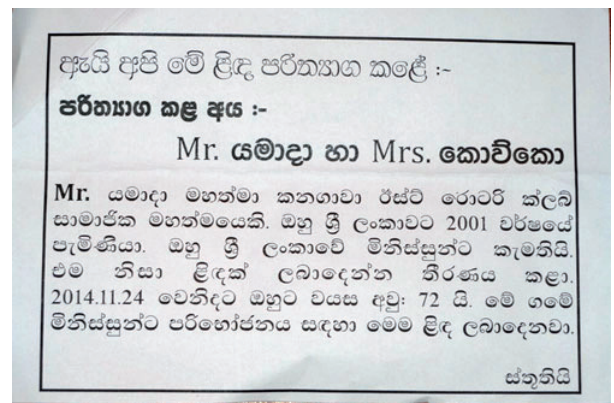 ඇයි අපි මේ ළිඳ පරිත්‍යාග කළේ :-
පරිත්‍යාග කළ අය :-
Mr. යමාදා හා Mrs. කොව්කො
Mr. යමාදා මහත්මා කනගාවා ඊස්ට් රොටරි ක්ලබ්
සාමාජික මහත්මයෙකි. ඔහු ශ්‍රී ලංකාවට 2001 වර්ෂයේ
පැමිණියා. ඔහු ශ්‍රී ලංකාවේ මිනිස්සුන්ට කැමතියි.
එම නිසා ළිඳක් ලබාදෙන්න තීරණය කළා.
2014.11.24 වෙනිදට ඔහුට වයස අවු: 72 යි. මේ ගමේ
මිනිස්සුන්ට පරිභෝජනය සඳහා මෙම ළිඳ ලබාදෙනවා.
ස්තූතියි